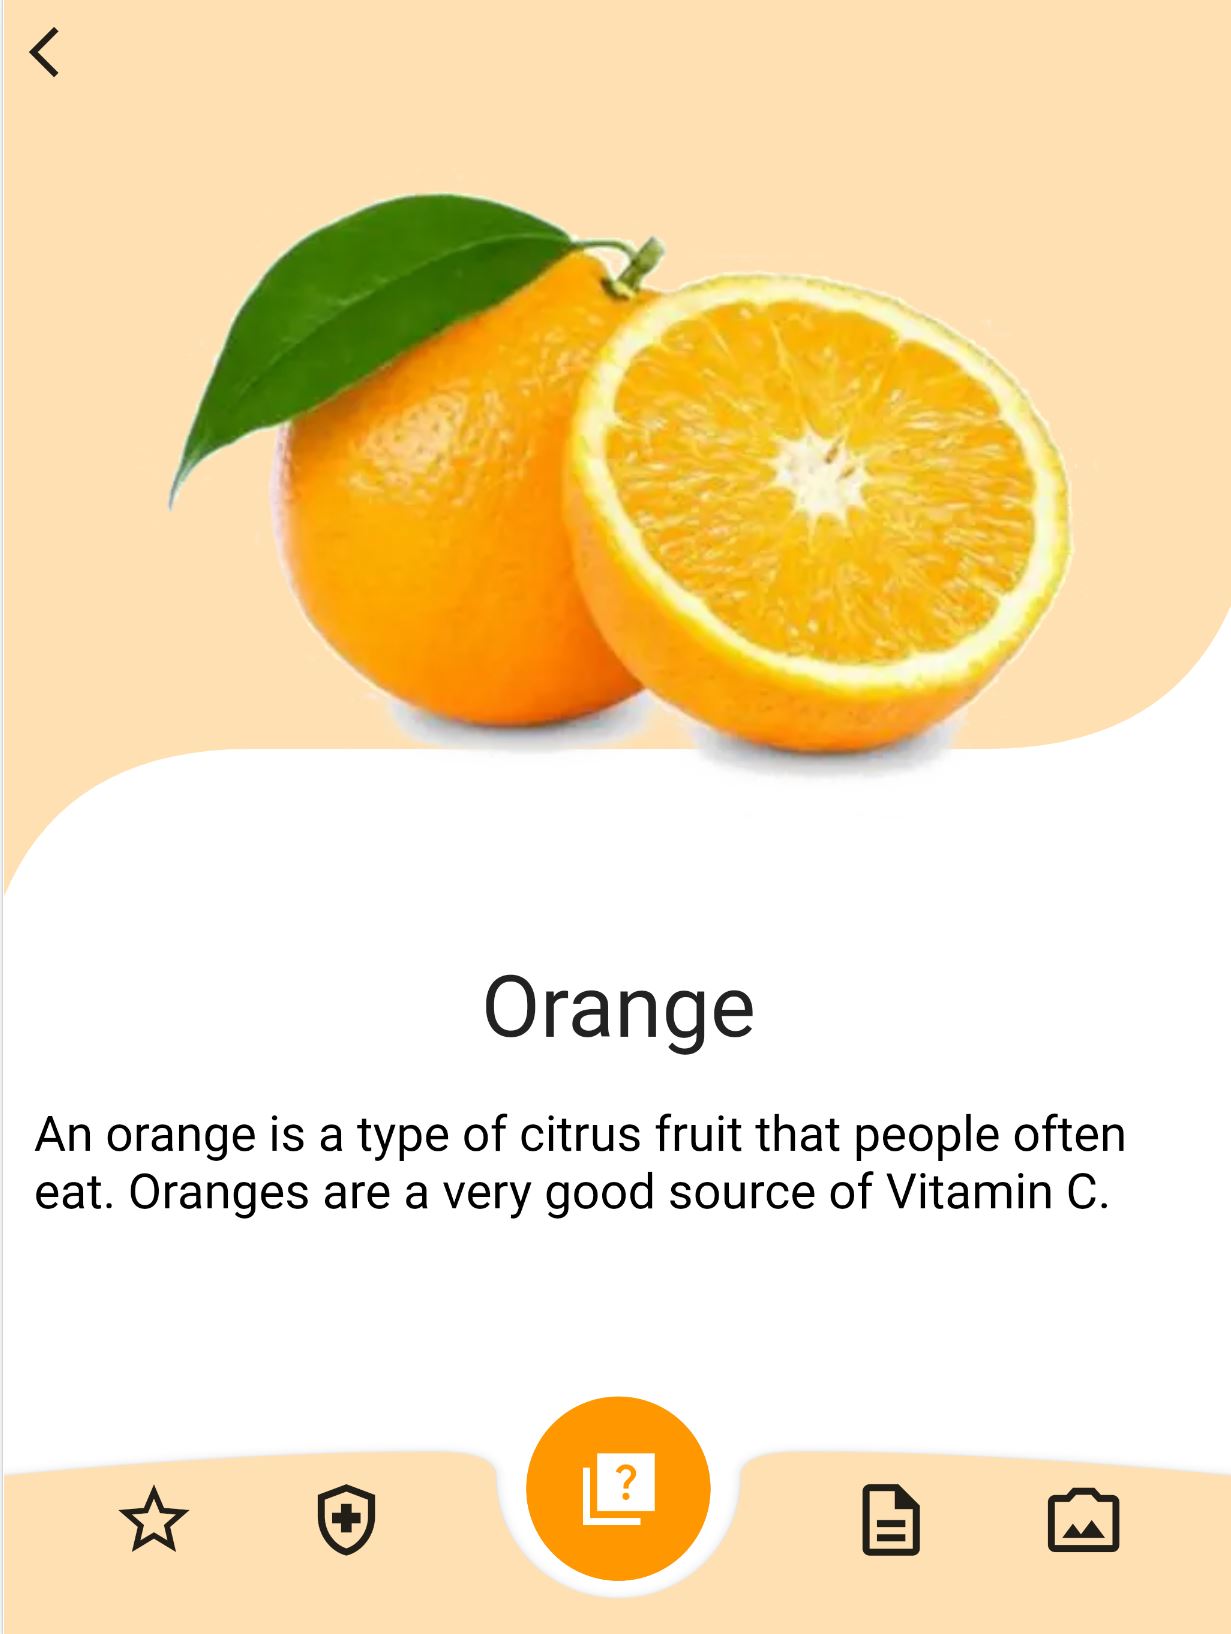 Orange
An orange is a type of citrus fruit that people often
eat. Oranges are a very good source of Vitamin C.
?